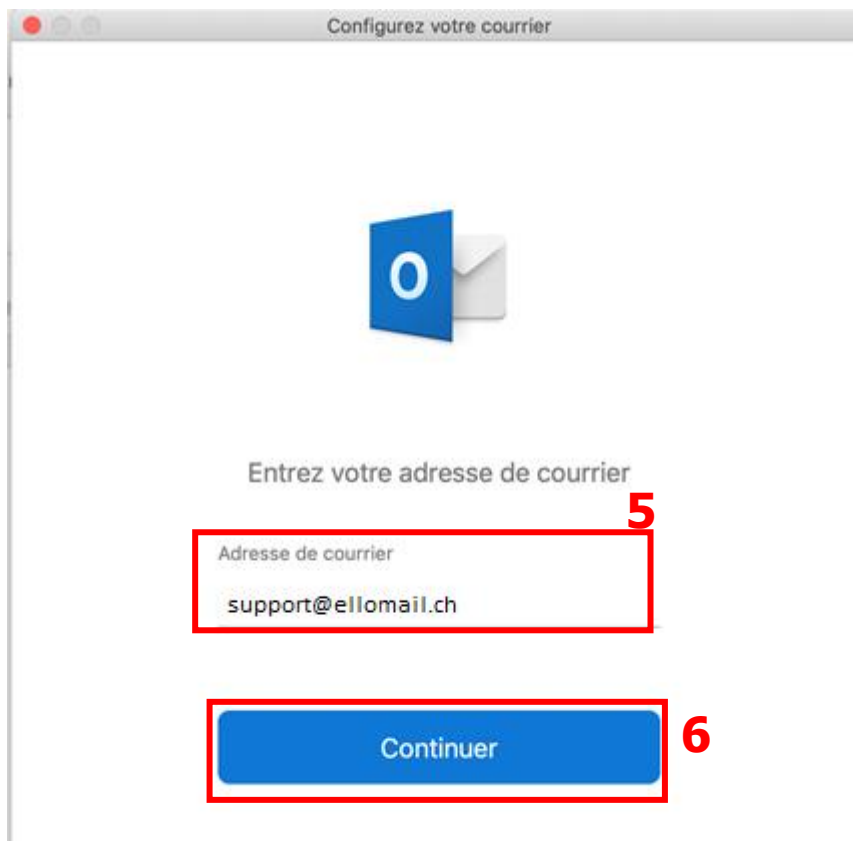 Configurez votre courrier
O
Entrez votre adresse de courrier
5
Adresse de courrier
support@ellomail.ch
Continuer
6